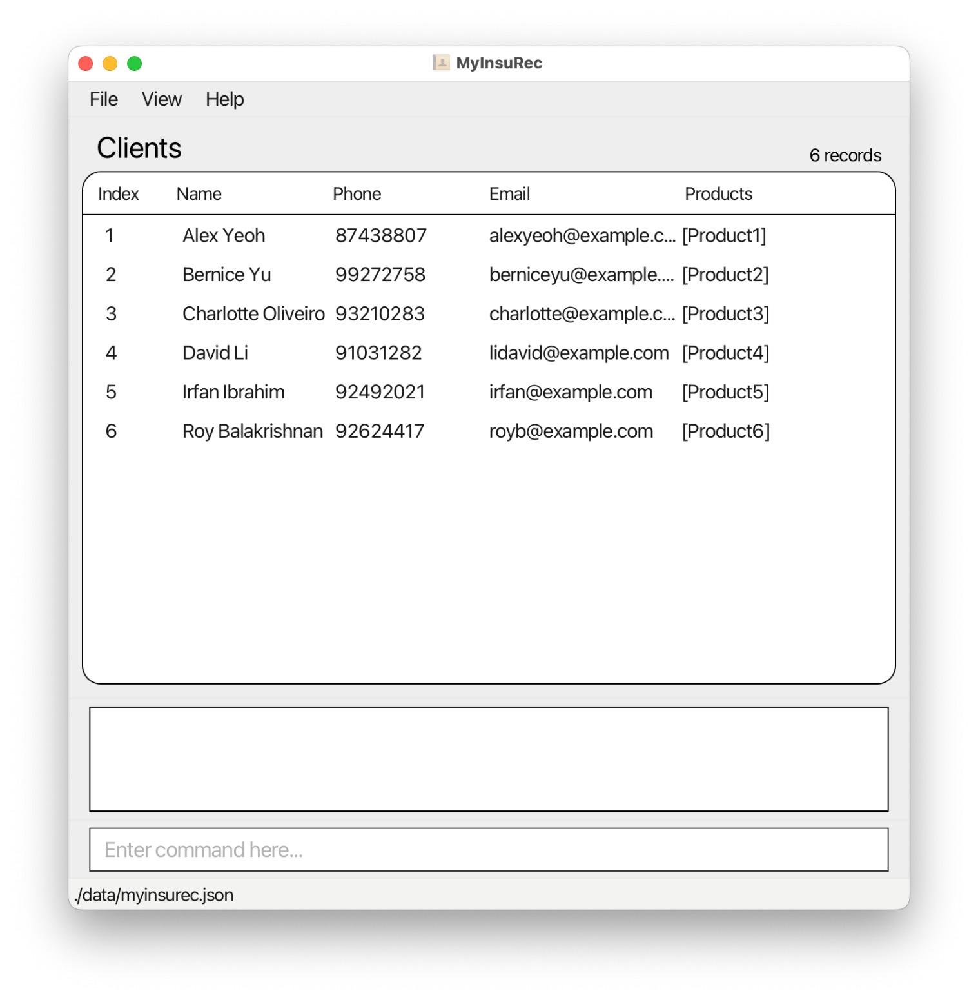 MyInsuRec
File View Help
Clients
6 records
Index Name Phone Email Products
1 Alex Yeoh 87438807 alexyeoh@example.c... [Product1]
2 Bernice Yu 99272758 berniceyu@example.... [Product2]
3 Charlotte Oliveiro 93210283 charlotte@example.c... [Product3]
4 David Li 91031282 lidavid@example.com [Product4]
5 Irfan Ibrahim 92492021 irfan@example.com [Product5]
6 Roy Balakrishnan 92624417 royb@example.com [Product6]
Enter command here...
./data/myinsurec.json